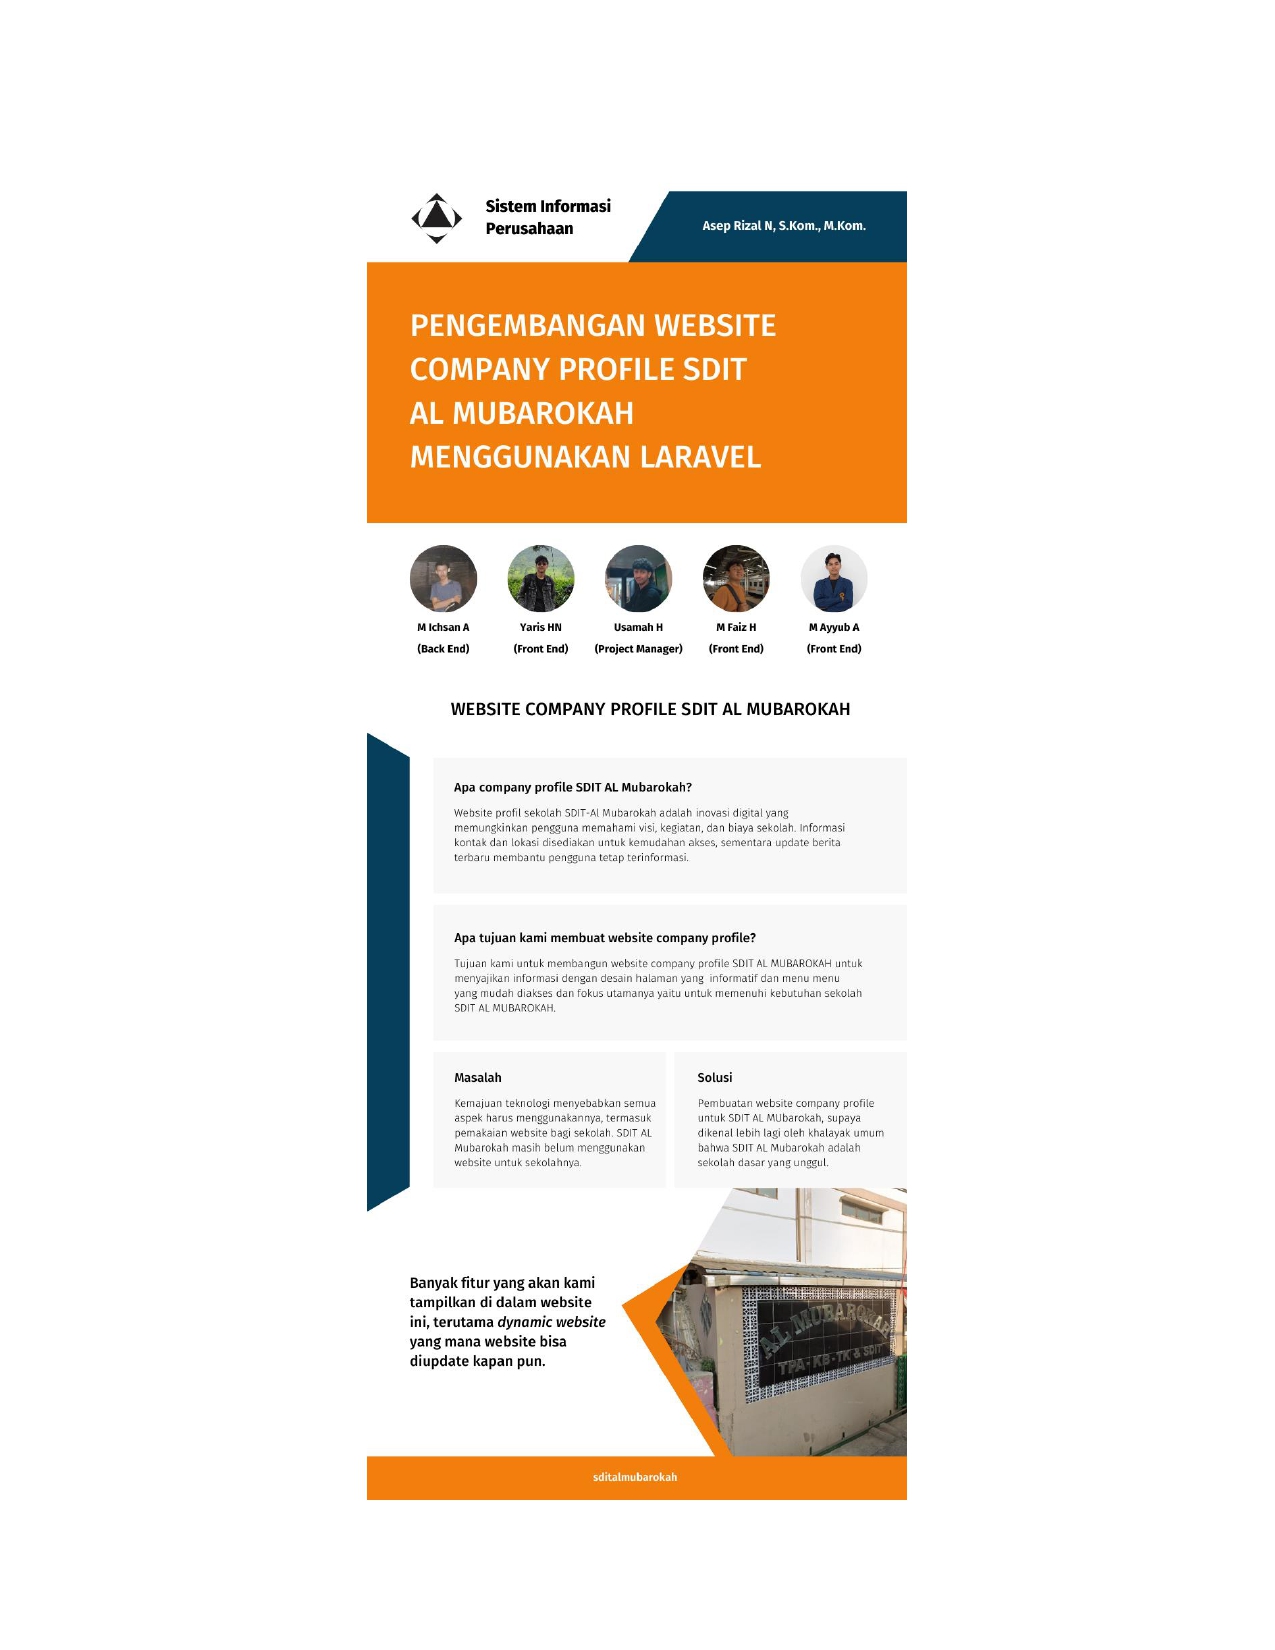 Sistem Informasi
Perusahaan
Asep Rizal N, S.Kom., M.Kom.
PENGEMBANGAN WEBSITE
COMPANY PROFILE SDIT
AL MUBAROKAH
MENGGUNAKAN LARAVEL
M Ichsan A
(Back End)
Yaris HN
(Front End)
Usamah H
(Project Manager)
M Faiz H
(Front End)
M Ayyub A
(Front End)
WEBSITE COMPANY PROFILE SDIT AL MUBAROKAH
Apa company profile SDIT AL Mubarokah?
Website profil sekolah SDIT-Al Mubarokah adalah inovasi digital yang
memungkinkan pengguna memahami visi, kegiatan, dan biaya sekolah. Informasi
kontak dan lokasi disediakan untuk kemudahan akses, sementara update berita
terbaru membantu pengguna tetap terinformasi.
Apa tujuan kami membuat website company profile?
Tujuan kami untuk membangun website company profile SDIT AL MUBAROKAH untuk
menyajikan informasi dengan desain halaman yang informatif dan menu menu
yang mudah diakses dan fokus utamanya yaitu untuk memenuhi kebutuhan sekolah
SDIT AL MUBAROKAH.
Masalah
Kemajuan teknologi menyebabkan semua
aspek harus menggunakannya, termasuk
pemakaian website bagi sekolah. SDIT AL
Mubarokah masih belum menggunakan
website untuk sekolahnya.
Solusi
Pembuatan website company profile
untuk SDIT AL MUbarokah, supaya
dikenal lebih lagi oleh khalayak umum
bahwa SDIT AL Mubarokah adalah
sekolah dasar yang unggul.
Banyak fitur yang akan kami
tampilkan di dalam website
ini, terutama dynamic website
yang mana website bisa
diupdate kapan pun.
AL MUBAROKAH
TPA-KB-TK & SDIT
sditalmubarokah